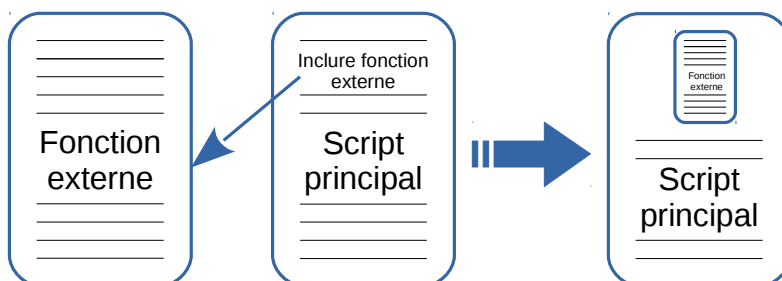 Fonction
externe
Inclure fonction
externe
Script
principal
Fonction
externe
Script
principal